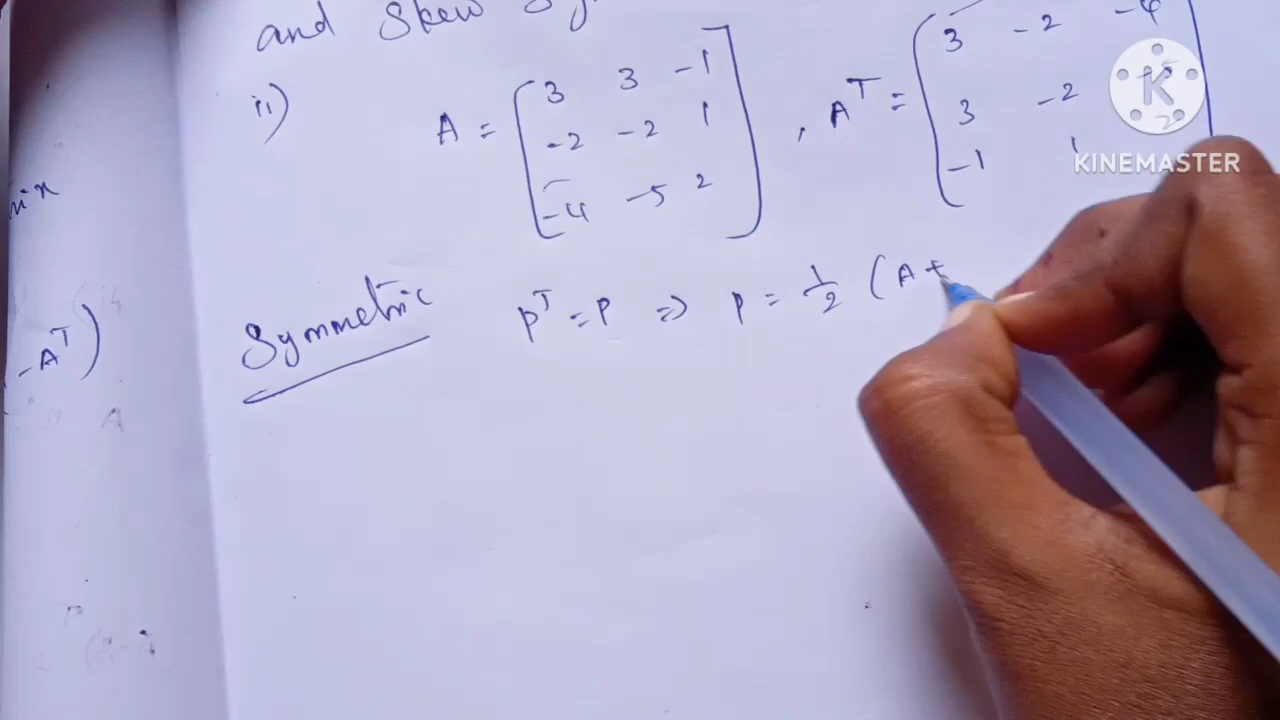 and Skew
ii) A = [ 3 3 -1 , A^T = [ 3 -2 -4
-2 -2 1 3 -2
-4 -5 2 ] -1 1
KINEMASTER
Symmetric P^T = P => P = 1/2 (A +
-A^T)